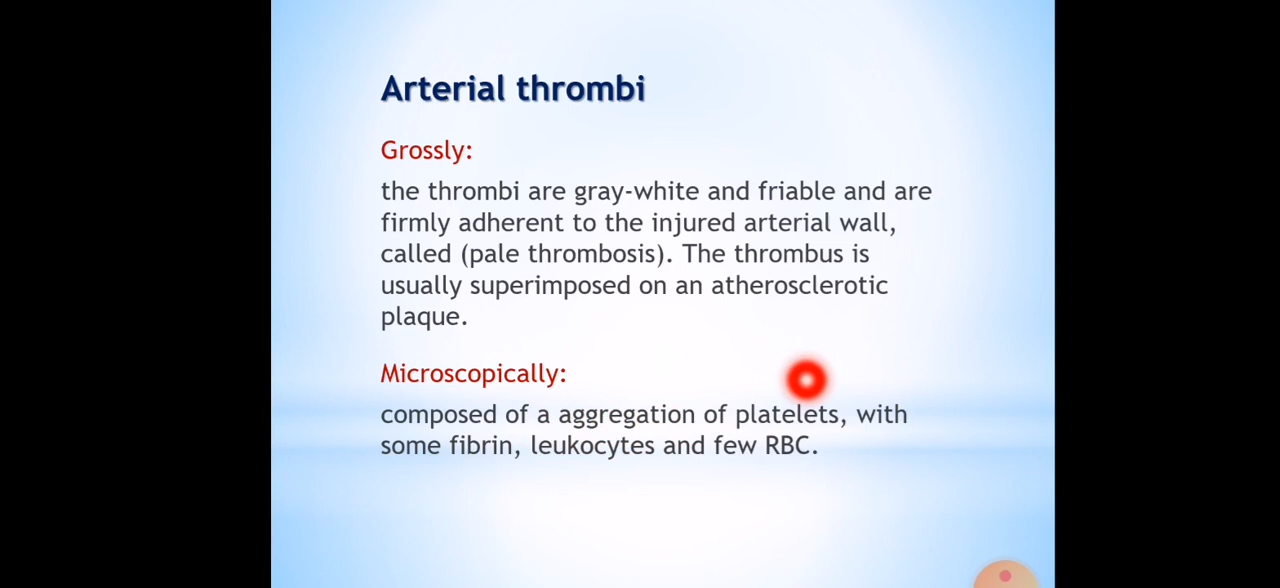 Arterial thrombi
Grossly:
the thrombi are gray-white and friable and are
firmly adherent to the injured arterial wall,
called (pale thrombosis). The thrombus is
usually superimposed on an atherosclerotic
plaque.
Microscopically:
composed of a aggregation of platelets, with
some fibrin, leukocytes and few RBC.